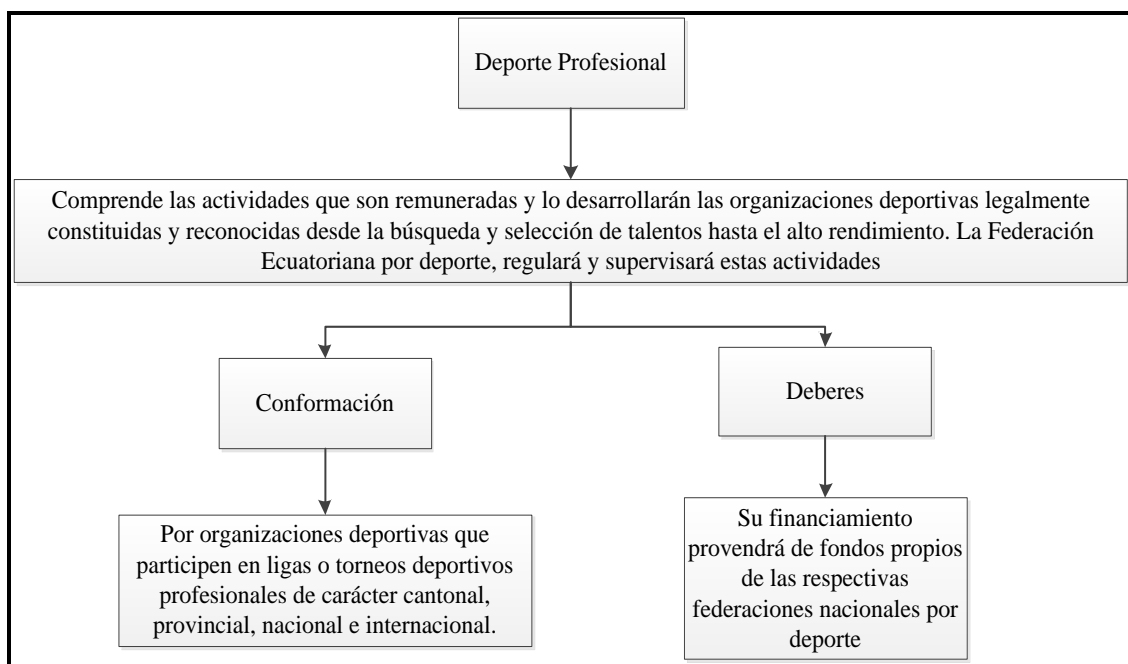 Deporte Profesional
Comprende las actividades que son remuneradas y lo desarrollarán las organizaciones deportivas legalmente
constituidas y reconocidas desde la búsqueda y selección de talentos hasta el alto rendimiento. La Federación
Ecuatoriana por deporte, regulará y supervisará estas actividades
Conformación
Deberes
Por organizaciones deportivas que
participen en ligas o torneos deportivos
profesionales de carácter cantonal,
provincial, nacional e internacional.
Su financiamiento
provendrá de fondos propios
de las respectivas
federaciones nacionales por
deporte